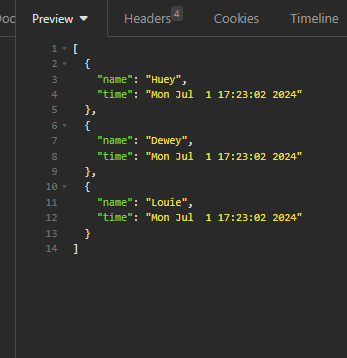 Doc Preview Headers 4 Cookies Timeline
1 [
2 {
3 "name": "Huey",
4 "time": "Mon Jul  1 17:23:02 2024"
5 },
6 {
7 "name": "Dewey",
8 "time": "Mon Jul  1 17:23:02 2024"
9 },
10 {
11 "name": "Louie",
12 "time": "Mon Jul  1 17:23:02 2024"
13 }
14 ]